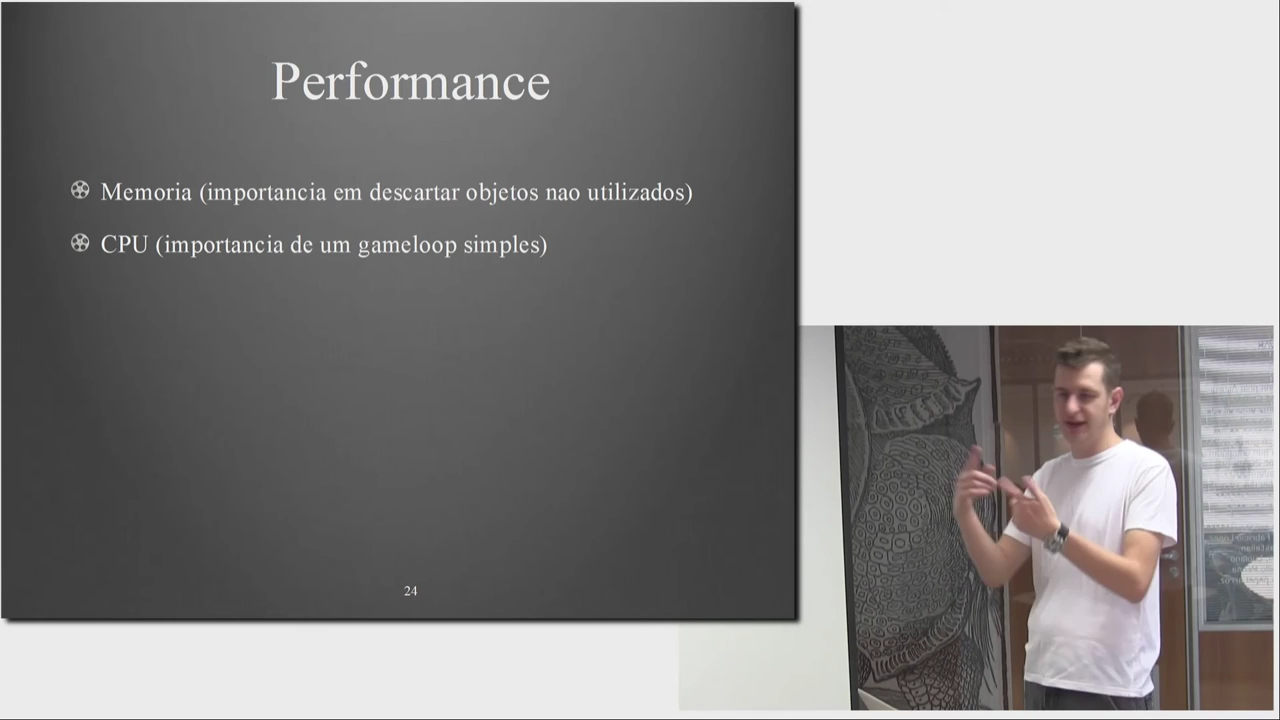 Performance
Memoria (importancia em descartar objetos nao utilizados)
CPU (importancia de um gameloop simples)
24